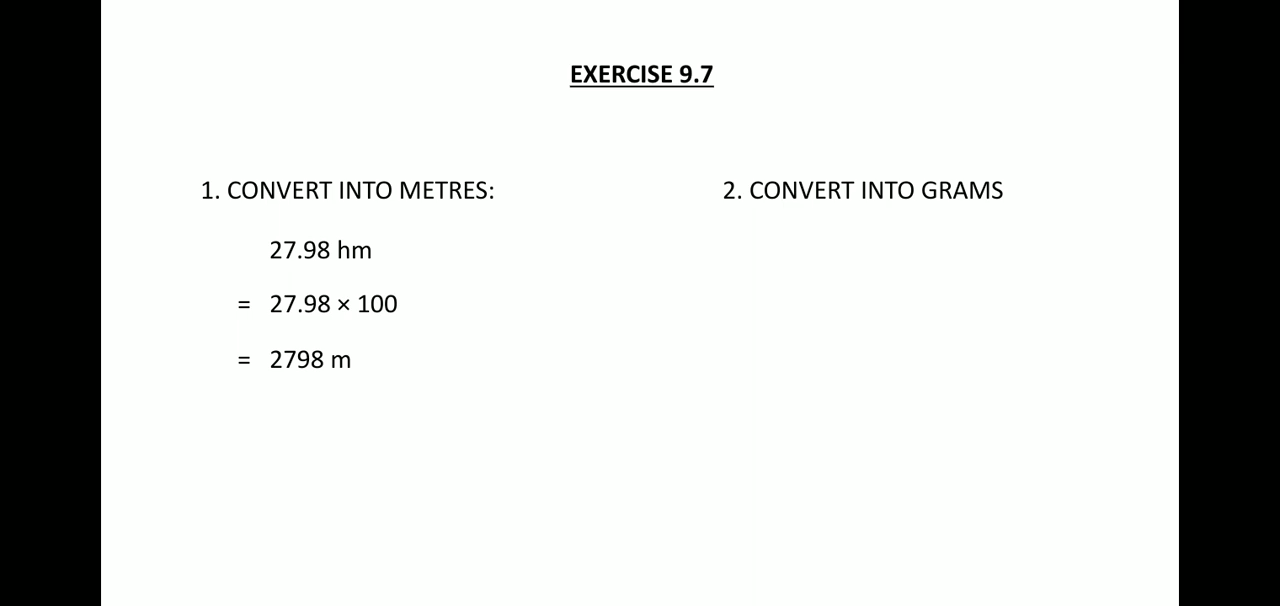 EXERCISE 9.7
1. CONVERT INTO METRES:
27.98 hm
= 27.98 × 100
= 2798 m
2. CONVERT INTO GRAMS